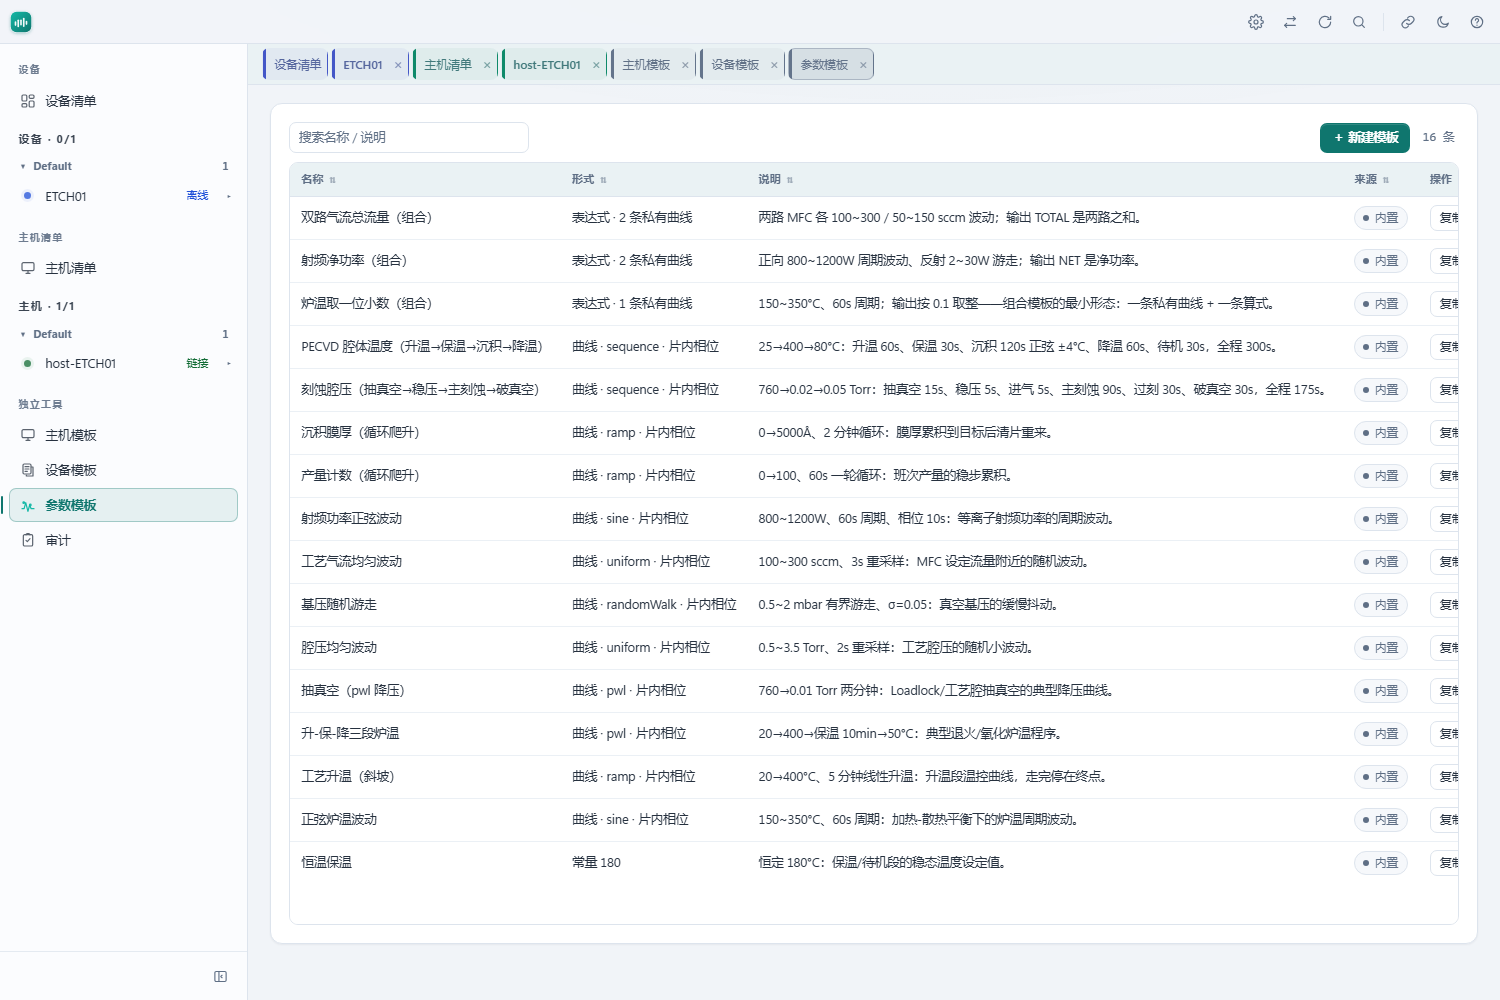 设备清单
ETCH01 ×
主机清单 ×
host-ETCH01 ×
主机模板 ×
设备模板 ×
参数模板 ×
设备
设备清单
设备 · 0/1
Default 1
ETCH01 离线
主机清单
主机清单
主机 · 1/1
Default 1
host-ETCH01 链接
独立工具
主机模板
设备模板
参数模板
审计
搜索名称 / 说明
+ 新建模板
16 条
名称 形式 说明 来源 操作
双路气流总流量（组合） 表达式 · 2 条私有曲线 两路 MFC 各 100~300 / 50~150 sccm 波动；输出 TOTAL 是两路之和。 内置 复制
射频净功率（组合） 表达式 · 2 条私有曲线 正向 800~1200W 周期波动、反射 2~30W 游走；输出 NET 是净功率。 内置 复制
炉温取一位小数（组合） 表达式 · 1 条私有曲线 150~350°C、60s 周期；输出按 0.1 取整——组合模板的最小形态：一条私有曲线 + 一条算式。 内置 复制
PECVD 腔体温度（升温→保温→沉积→降温） 曲线 · sequence · 片内相位 25→400→80°C：升温 60s、保温 30s、沉积 120s 正弦 ±4°C、降温 60s、待机 30s，全程 300s。 内置 复制
刻蚀腔压（抽真空→稳压→主刻蚀→破真空） 曲线 · sequence · 片内相位 760→0.02→0.05 Torr：抽真空 15s、稳压 5s、进气 5s、主刻蚀 90s、过刻 30s、破真空 30s，全程 175s。 内置 复制
沉积膜厚（循环爬升） 曲线 · ramp · 片内相位 0→5000Å、2 分钟循环：膜厚累积到目标后清片重来。 内置 复制
产量计数（循环爬升） 曲线 · ramp · 片内相位 0→100、60s 一轮循环：班次产量的稳步累积。 内置 复制
射频功率正弦波动 曲线 · sine · 片内相位 800~1200W、60s 周期、相位 10s：等离子射频功率的周期波动。 内置 复制
工艺气流均匀波动 曲线 · uniform · 片内相位 100~300 sccm、3s 重采样：MFC 设定流量附近的随机波动。 内置 复制
基压随机游走 曲线 · randomWalk · 片内相位 0.5~2 mbar 有界游走、σ=0.05：真空基压的缓慢抖动。 内置 复制
腔压均匀波动 曲线 · uniform · 片内相位 0.5~3.5 Torr、2s 重采样：工艺腔压的随机小波动。 内置 复制
抽真空（pwl 降压） 曲线 · pwl · 片内相位 760→0.01 Torr 两分钟：Loadlock/工艺腔抽真空的典型降压曲线。 内置 复制
升-保-降三段炉温 曲线 · pwl · 片内相位 20→400→保温 10min→50°C：典型退火/氧化炉温程序。 内置 复制
工艺升温（斜坡） 曲线 · ramp · 片内相位 20→400°C、5 分钟线性升温：升温段温控曲线，走完停在终点。 内置 复制
正弦炉温波动 曲线 · sine · 片内相位 150~350°C、60s 周期：加热-散热平衡下的炉温周期波动。 内置 复制
恒温保温 常量 180 恒定 180°C：保温/待机段的稳态温度设定值。 内置 复制